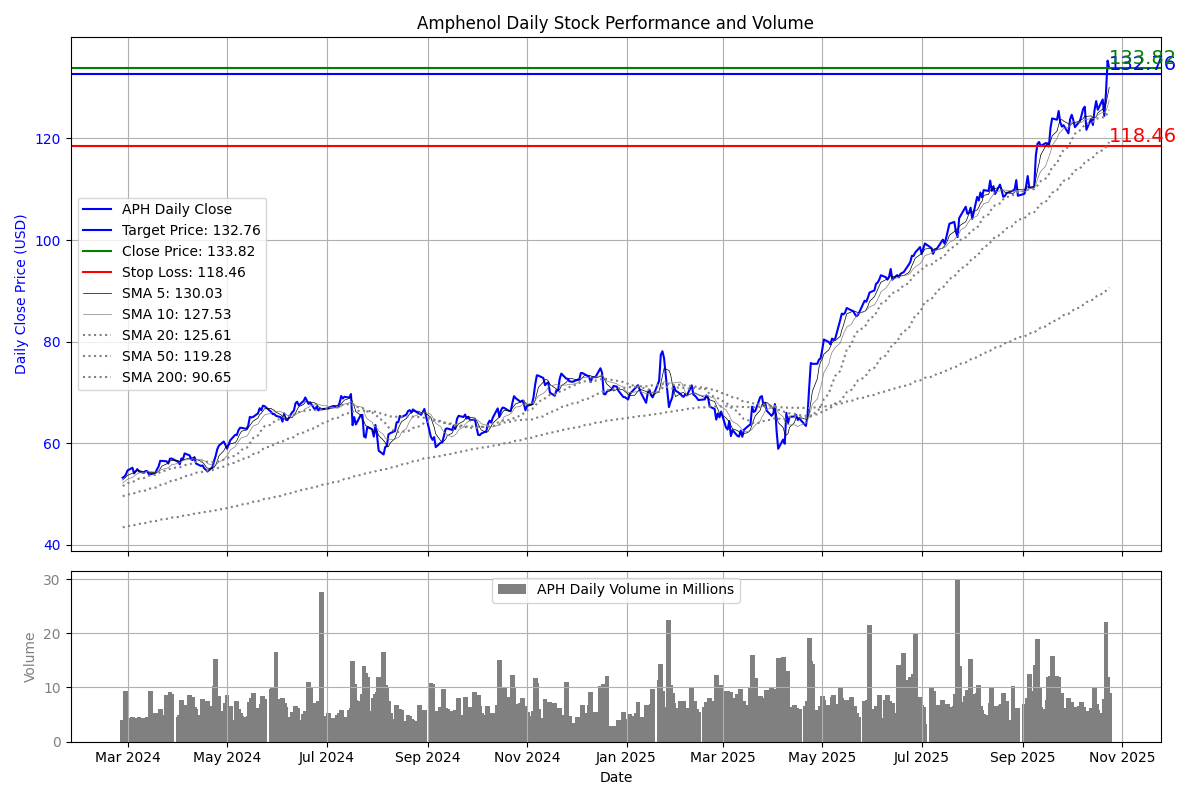 Amphenol Daily Stock Performance and Volume
133.82
132.76
118.46
Daily Close Price (USD)
120
100
80
60
40
APH Daily Close
Target Price: 132.76
Close Price: 133.82
Stop Loss: 118.46
SMA 5: 130.03
SMA 10: 127.53
SMA 20: 125.61
SMA 50: 119.28
SMA 200: 90.65
APH Daily Volume in Millions
Volume
30
20
10
0
Mar 2024 May 2024 Jul 2024 Sep 2024 Nov 2024 Jan 2025 Mar 2025 May 2025 Jul 2025 Sep 2025 Nov 2025
Date